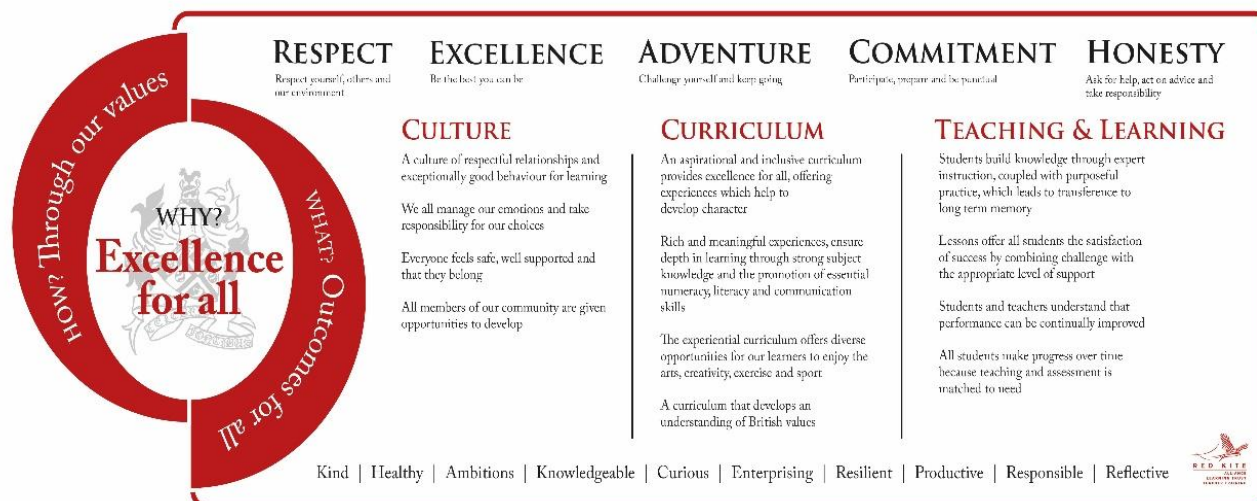 HOW? Through our values
WHY?
Excellence
for all
WHAT? Outcomes for all
RESPECT
Respect yourself, others and
our environment
EXCELLENCE
Be the best you can be
ADVENTURE
Challenge yourself and keep going
COMMITMENT
Participate, prepare and be punctual
HONESTY
Ask for help, act on advice and
take responsibility
CULTURE
A culture of respectful relationships and
exceptionally good behaviour for learning
We all manage our emotions and take
responsibility for our choices
Everyone feels safe, well supported and
that they belong
All members of our community are given
opportunities to develop
CURRICULUM
An aspirational and inclusive curriculum
provides excellence for all, offering
experiences which help to
develop character
Rich and meaningful experiences, ensure
depth in learning through strong subject
knowledge and the promotion of essential
numeracy, literacy and communication
skills
The experiential curriculum offers diverse
opportunities for our learners to enjoy the
arts, creativity, exercise and sport
A curriculum that develops an
understanding of British values
TEACHING & LEARNING
Students build knowledge through expert
instruction, coupled with purposeful
practice, which leads to transference to
long term memory
Lessons offer all students the satisfaction
of success by combining challenge with
the appropriate level of support
Students and teachers understand that
performance can be continually improved
All students make progress over time
because teaching and assessment is
matched to need
Kind | Healthy | Ambitions | Knowledgeable | Curious | Enterprising | Resilient | Productive | Responsible | Reflective
RED KITE